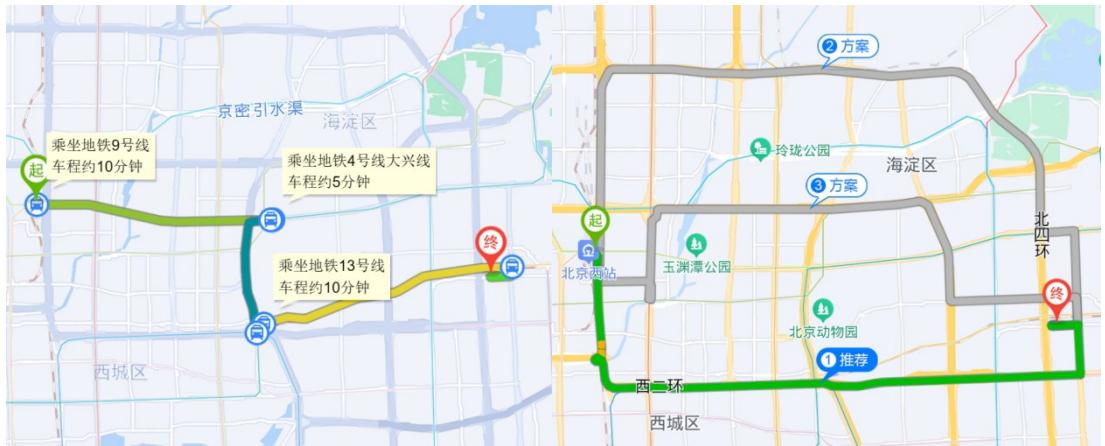 京密引水渠
海淀区
乘坐地铁9号线
车程约10分钟
起
乘坐地铁4号线大兴线
车程约5分钟
终
乘坐地铁13号线
车程约10分钟
西城区
2 方案
玲珑公园
海淀区
3 方案
起
北四环
北京西站
玉渊潭公园
终
北京动物园
1 推荐
西二环
西城区